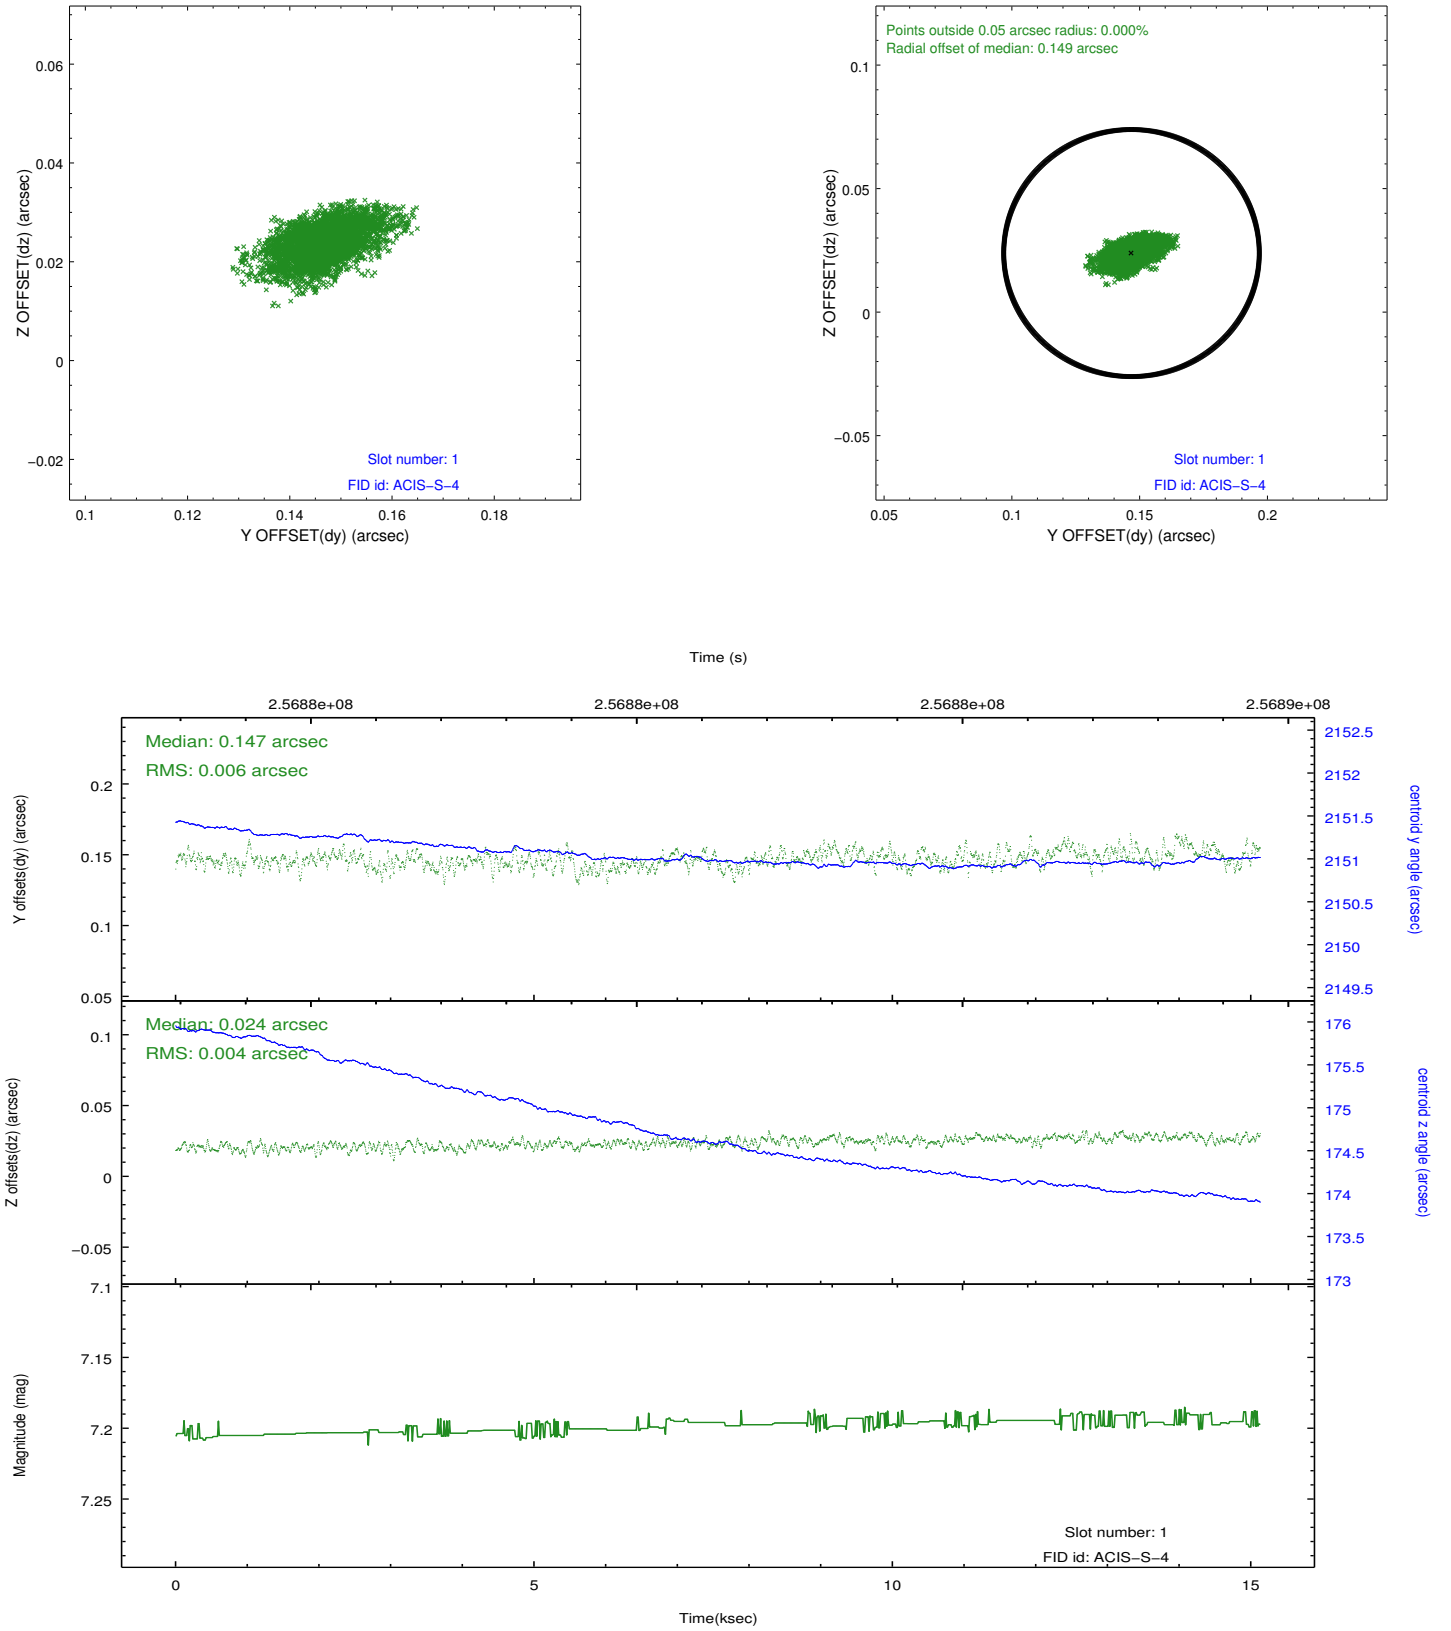 0.06
0.04
0.02
0
−0.02
Z OFFSET(dz) (arcsec)
Slot number: 1
FID id: ACIS−S−4
0.1
0.12
0.14
0.16
0.18
Y OFFSET(dy) (arcsec)
Points outside 0.05 arcsec radius: 0.000%
Radial offset of median: 0.149 arcsec
0.1
0.05
0
−0.05
Z OFFSET(dz) (arcsec)
Slot number: 1
FID id: ACIS−S−4
0.05
0.1
0.15
0.2
Y OFFSET(dy) (arcsec)
Time (s)
2.5688e+08
2.5688e+08
2.5688e+08
2.5689e+08
Median: 0.147 arcsec
RMS: 0.006 arcsec
0.2
0.15
0.1
0.05
Y offsets(dy) (arcsec)
2152.5
2152
2151.5
2151
2150.5
2150
2149.5
centroid y angle (arcsec)
Median: 0.024 arcsec
RMS: 0.004 arcsec
0.1
0.05
0
−0.05
Z offsets(dz) (arcsec)
176
175.5
175
174.5
174
173.5
173
centroid z angle (arcsec)
7.1
7.15
7.2
7.25
Magnitude (mag)
Slot number: 1
FID id: ACIS−S−4
0
5
10
15
Time(ksec)